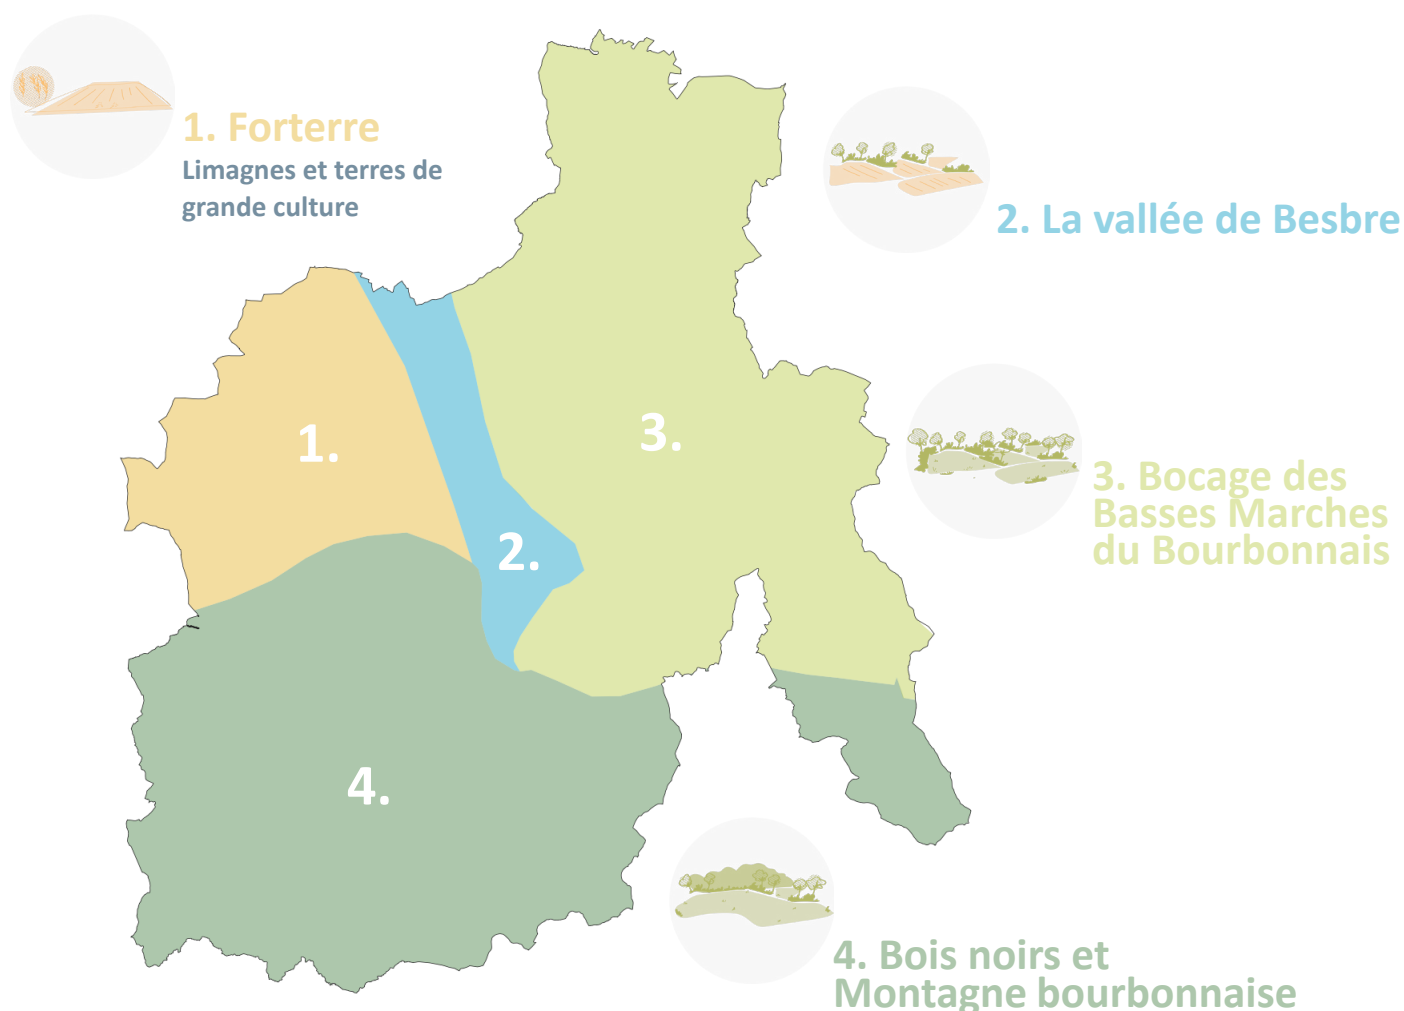 1. Forterre
Limagnes et terres de
grande culture
2. La vallée de Besbre
1.
3.
3. Bocage des
Basses Marches
du Bourbonnais
2.
4.
4. Bois noirs et
Montagne bourbonnaise